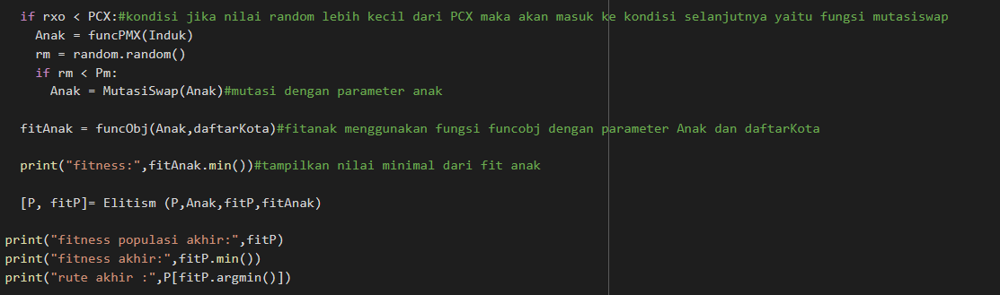 if rxo < PCX:#kondisi jika nilai random lebih kecil dari PCX maka akan masuk ke kondisi selanjutnya yaitu fungsi mutasiswap
Anak = funcPMX(Induk)
rm = random.random()
if rm < Pm:
Anak = MutasiSwap(Anak)#mutasi dengan parameter anak
fitAnak = funcObj(Anak,daftarKota)#fitanak menggunakan fungsi funcobj dengan parameter Anak dan daftarKota
print("fitness:",fitAnak.min())#tampilkan nilai minimal dari fit anak
[P, fitP]= Elitism (P,Anak,fitP,fitAnak)
print("fitness populasi akhir:",fitP)
print("fitness akhir:",fitP.min())
print("rute akhir :",P[fitP.argmin()])